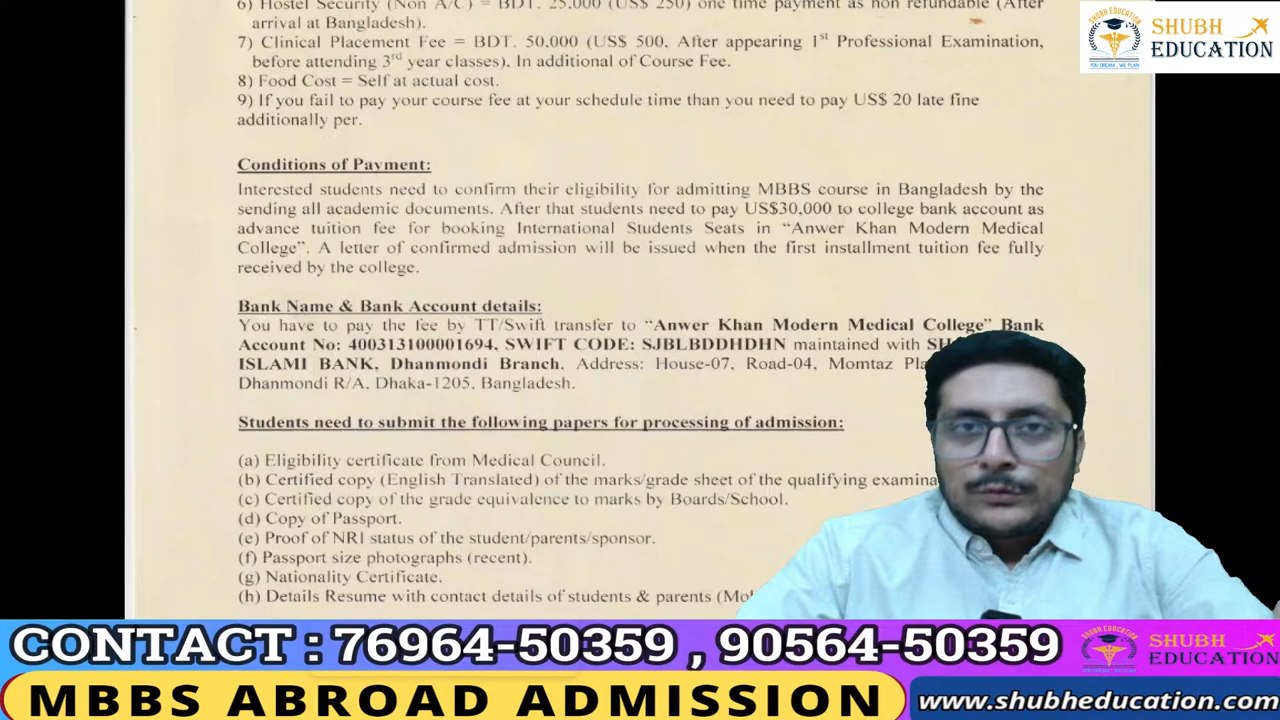 6) Hostel Security (Non A/C) = BDT. 25,000 (US$ 250) one time payment as non refundable (After
arrival at Bangladesh).
7) Clinical Placement Fee = BDT. 50,000 (US$ 500, After appearing 1st Professional Examination,
before attending 3rd Phase Courses). In additional of Course Fee.
8) Food Cost = Self at actual cost.
9) If you fail to pay your course fee at your schedule time than you need to pay US$ 20 late fine
additionally per.
Conditions of Payment:
Interested students need to confirm their eligibility for admitting MBBS course in Bangladesh by the
sending all academic documents. After that students need to pay US$30,000 to college bank account as
advance tuition fee for booking International Students Seats in “Anwer Khan Modern Medical
College”. A letter of confirmed admission will be issued when the first installment tuition fee fully
received by the college.
Bank Name & Bank Account details:
You have to pay the fee by TT/Swift transfer to “Anwer Khan Modern Medical College” Bank
Account No: 400313100001694, SWIFT CODE: SJBLBDDHDHN maintained with
ISLAMI BANK, Dhanmondi Branch. Address: House-07, Road-04, Momtaz
Dhanmondi R/A, Dhaka-1205, Bangladesh.
Students need to submit the following papers for processing of admission:
(a) Eligibility certificate from Medical Council.
(b) Certified copy (English Translated) of the marks/grade sheet of the qualifying
(c) Certified copy of the grade equivalence to marks by Boards/School.
(d) Copy of Passport.
(e) Proof of NRI status of the student/parents/sponsor.
(f) Passport size photographs (recent).
(g) Nationality Certificate.
(h) Details Resume with contact details of students & parents
SHUBH EDUCATION
YOU DREAM , WE PLAN
SHUBH
EDUCATION
CONTACT : 76964-50359 , 90564-50359
SHUBH
EDUCATION
MBBS ABROAD ADMISSION
www.shubheducation.com